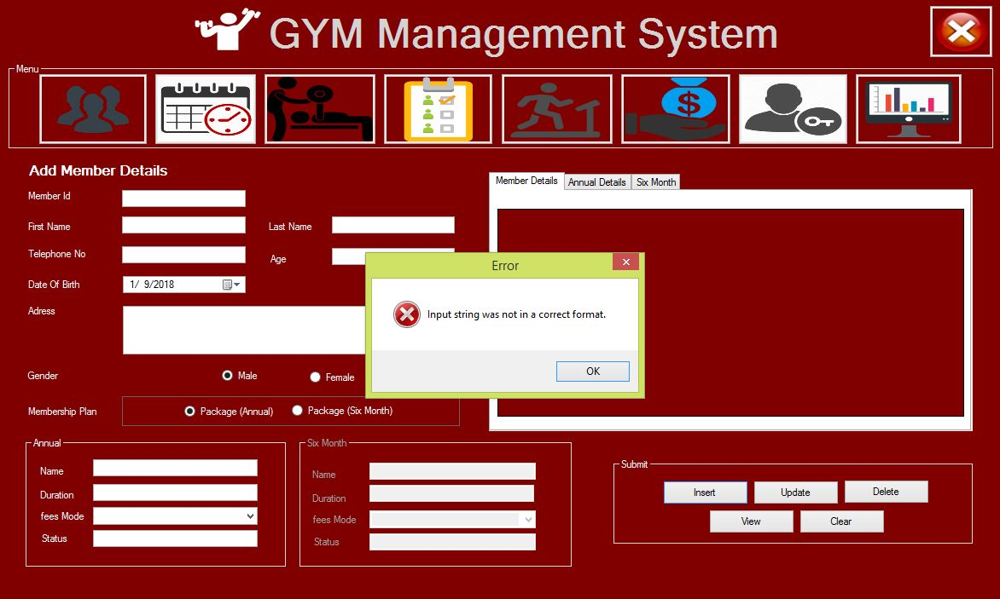 GYM Management System
Menu
$
Add Member Details
Member Id
First Name
Last Name
Telephone No
Age
Date Of Birth
1/ 9/2018
Adress
Gender
Male
Female
Membership Plan
Package (Annual)
Package (Six Month)
Member Details
Annual Details
Six Month
Error
Input string was not in a correct format.
OK
Annual
Name
Duration
fees Mode
Status
Six Month
Name
Duration
fees Mode
Status
Submit
Insert
Update
Delete
View
Clear